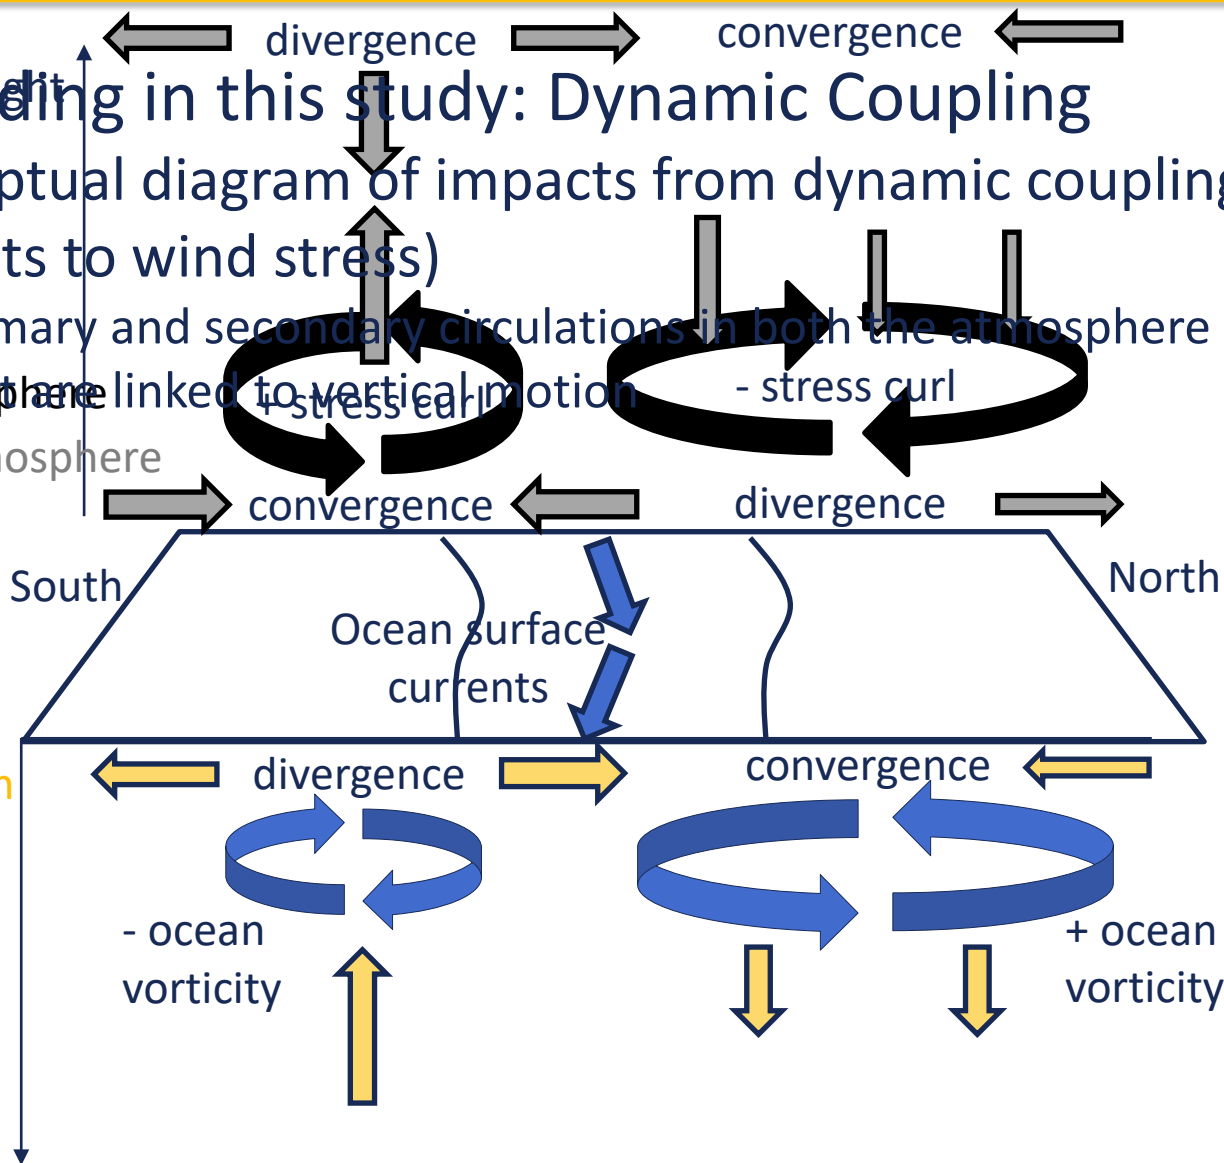 divergence
convergence
ding in this study: Dynamic Coupling
ptual diagram of impacts from dynamic coupling
ts to wind stress)
mary and secondary circulations in both the atmosphere
t are linked to vertical motion
phere
+ stress curl
- stress curl
osphere
convergence
divergence
South
North
Ocean surface
currents
divergence
convergence
- ocean
vorticity
+ ocean
vorticity